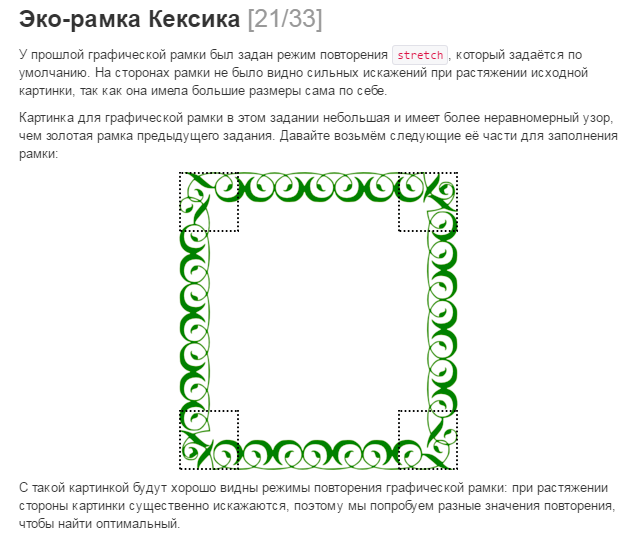 Эко-рамка Кексика [21/33]
У прошлой графической рамки был задан режим повторения stretch, который задаётся по
умолчанию. На сторонах рамки не было видно сильных искажений при растяжении исходной
картинки, так как она имела большие размеры сама по себе.
Картинка для графической рамки в этом задании небольшая и имеет более неравномерный узор,
чем золотая рамка предыдущего задания. Давайте возьмём следующие её части для заполнения
рамки:
С такой картинкой будут хорошо видны режимы повторения графической рамки: при растяжении
стороны картинки существенно искажаются, поэтому мы попробуем разные значения повторения,
чтобы найти оптимальный.